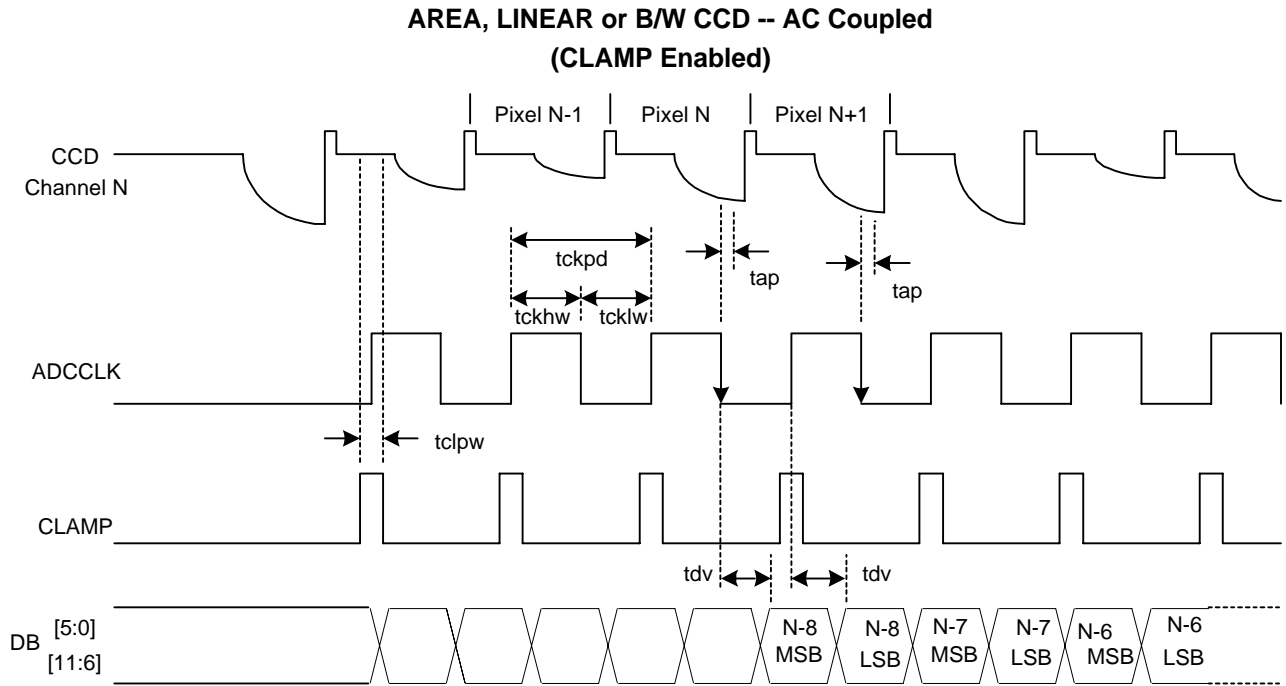 AREA, LINEAR or B/W CCD -- AC Coupled
(CLAMP Enabled)
Pixel N-1
Pixel N
Pixel N+1
CCD
Channel N
tckpd
tap
tap
tckhw
tcklw
ADCCLK
tclpw
CLAMP
tdv
tdv
DB
[5:0]
[11:6]
N-8
MSB
N-8
LSB
N-7
MSB
N-7
LSB
N-6
MSB
N-6
LSB